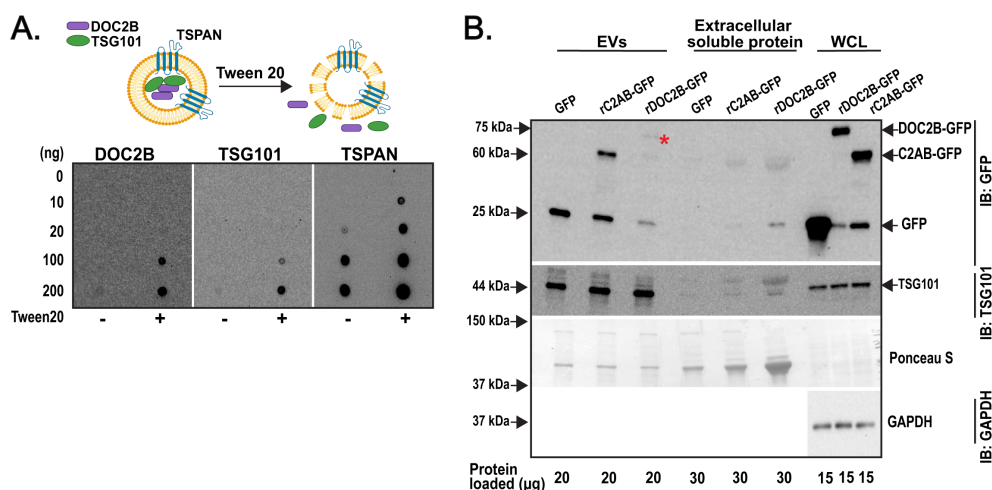 A.
DOC2B
TSG101
TSPAN
Tween 20
(ng) DOC2B TSG101 TSPAN
0
10
20
100
200
Tween20 - + - + - +
B.
EVs Extracellular soluble protein WCL
GFP rC2AB-GFP rDOC2B-GFP GFP rC2AB-GFP rDOC2B-GFP GFP rDOC2B-GFP rC2AB-GFP
75 kDa DOC2B-GFP
60 kDa * C2AB-GFP
25 kDa GFP
IB: GFP
44 kDa TSG101
IB: TSG101
150 kDa
Ponceau S
37 kDa
37 kDa GAPDH
IB: GAPDH
Protein
loaded (µg) 20 20 20 30 30 30 15 15 15